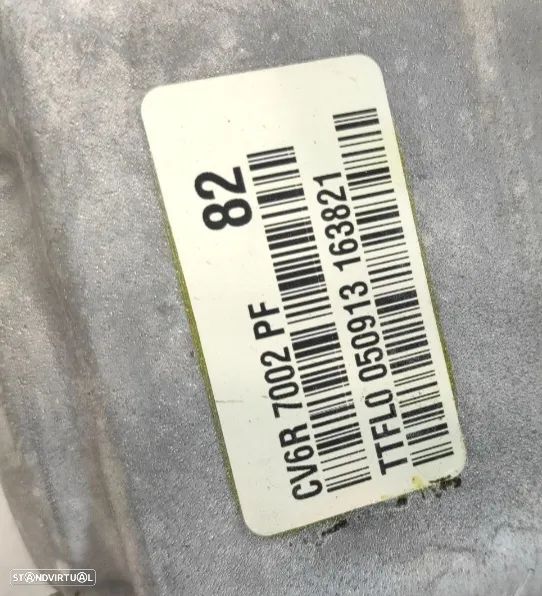 82
CV6R 7002 PF
TTFL0 050913 163821
STANDVIRTUAL